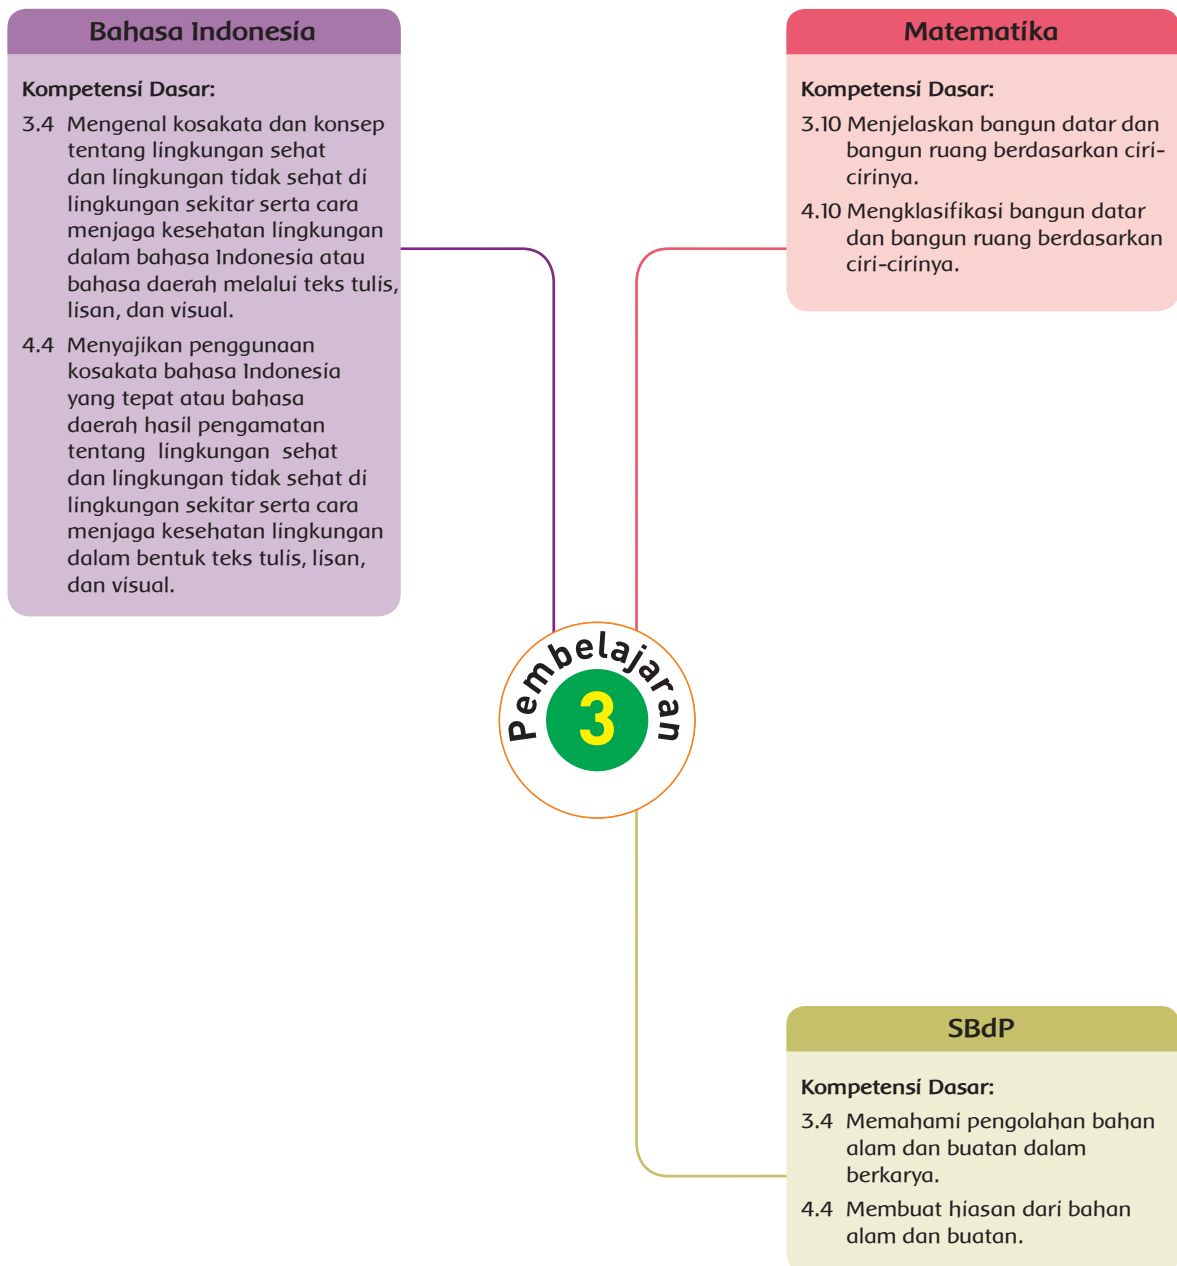 Bahasa Indonesia
Kompetensi Dasar:
3.4 Mengenal kosakata dan konsep
tentang lingkungan sehat
dan lingkungan tidak sehat di
lingkungan sekitar serta cara
menjaga kesehatan lingkungan
dalam bahasa Indonesia atau
bahasa daerah melalui teks tulis,
lisan, dan visual.
4.4 Menyajikan penggunaan
kosakata bahasa Indonesia
yang tepat atau bahasa
daerah hasil pengamatan
tentang lingkungan sehat
dan lingkungan tidak sehat di
lingkungan sekitar serta cara
menjaga kesehatan lingkungan
dalam bentuk teks tulis, lisan,
dan visual.
Matematika
Kompetensi Dasar:
3.10 Menjelaskan bangun datar dan
bangun ruang berdasarkan ciri-
cirinya.
4.10 Mengklasifikasi bangun datar
dan bangun ruang berdasarkan
ciri-cirinya.
Pembelajaran
3
SBdP
Kompetensi Dasar:
3.4 Memahami pengolahan bahan
alam dan buatan dalam
berkarya.
4.4 Membuat hiasan dari bahan
alam dan buatan.